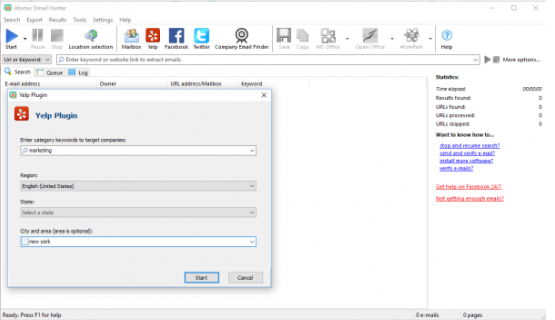 Atomic Email Hunter
Search Export Tools Settings Help
Start Pause Stop Location selection Mailbox Yelp Facebook Twitter Company Email Finder Save Copy MS Office Open Office AtomPark Help
Url or Keyword Enter keyword or website link to extract emails More options...
Search Queue Log
E-mail address Owner URL address/Mailbox Keyword
Statistics:
Time elapsed: 00:00:00
Results found: 0
URLs found: 0
URLs processed: 0
URLs skipped: 0
Want to know how to...
stop and resume search?
send and verify e-mail?
install more software?
verify e-mails?
Get help on Facebook 24/7
Not getting enough emails?
Yelp Plugin
Yelp Plugin
Enter category keywords to target companies:
marketing
Region:
English (United States)
State:
Select a state
City and area (area is optional):
new york
Start Cancel
Ready. Press F1 for help 0 e-mails 0 pages